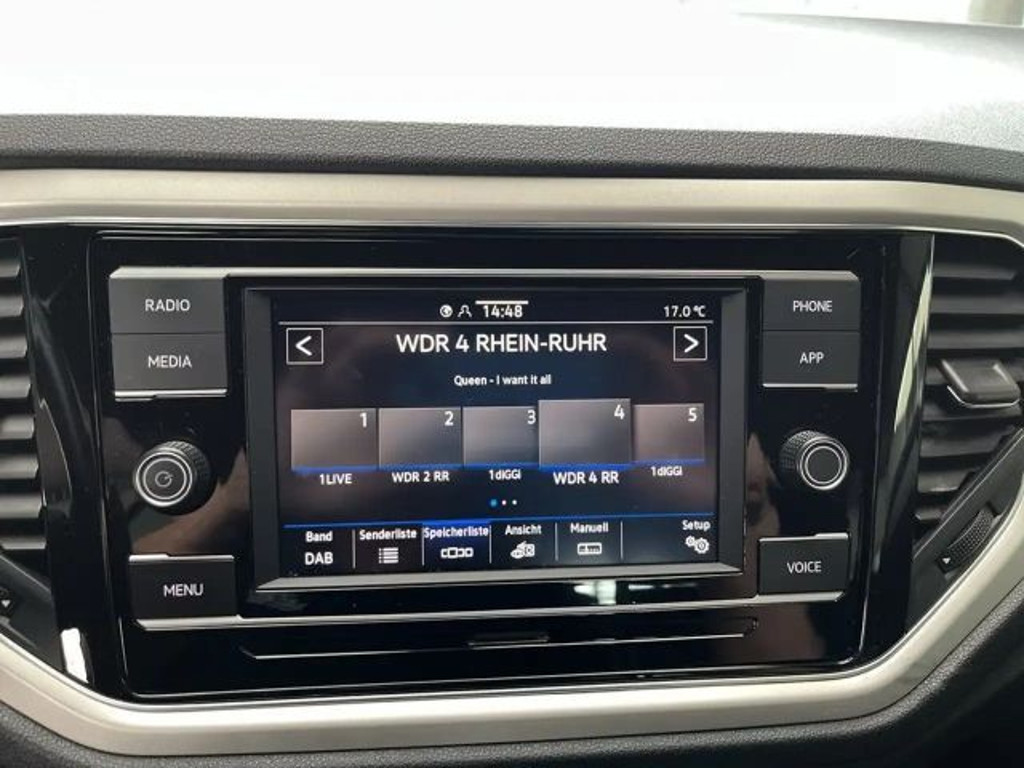 RADIO
MEDIA
MENU
14:48
17.0 °C
<
WDR 4 RHEIN-RUHR
>
Queen - I want it all
1 2 3 4 5
1LIVE WDR 2 RR 1dIGGi WDR 4 RR 1dIGGi
Band Senderliste Speicherliste Ansicht Manuell Setup
DAB
PHONE
APP
VOICE